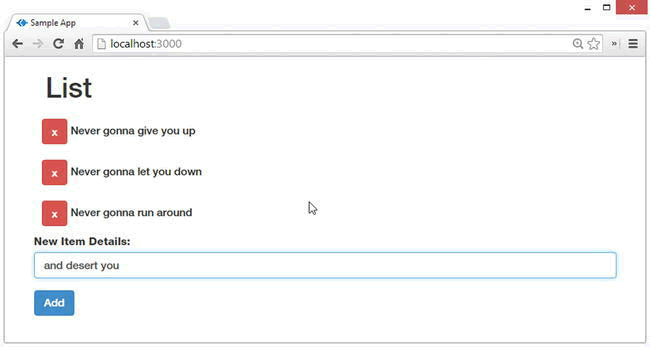 Sample App
localhost:3000
List
x Never gonna give you up
x Never gonna let you down
x Never gonna run around
New Item Details:
and desert you
Add